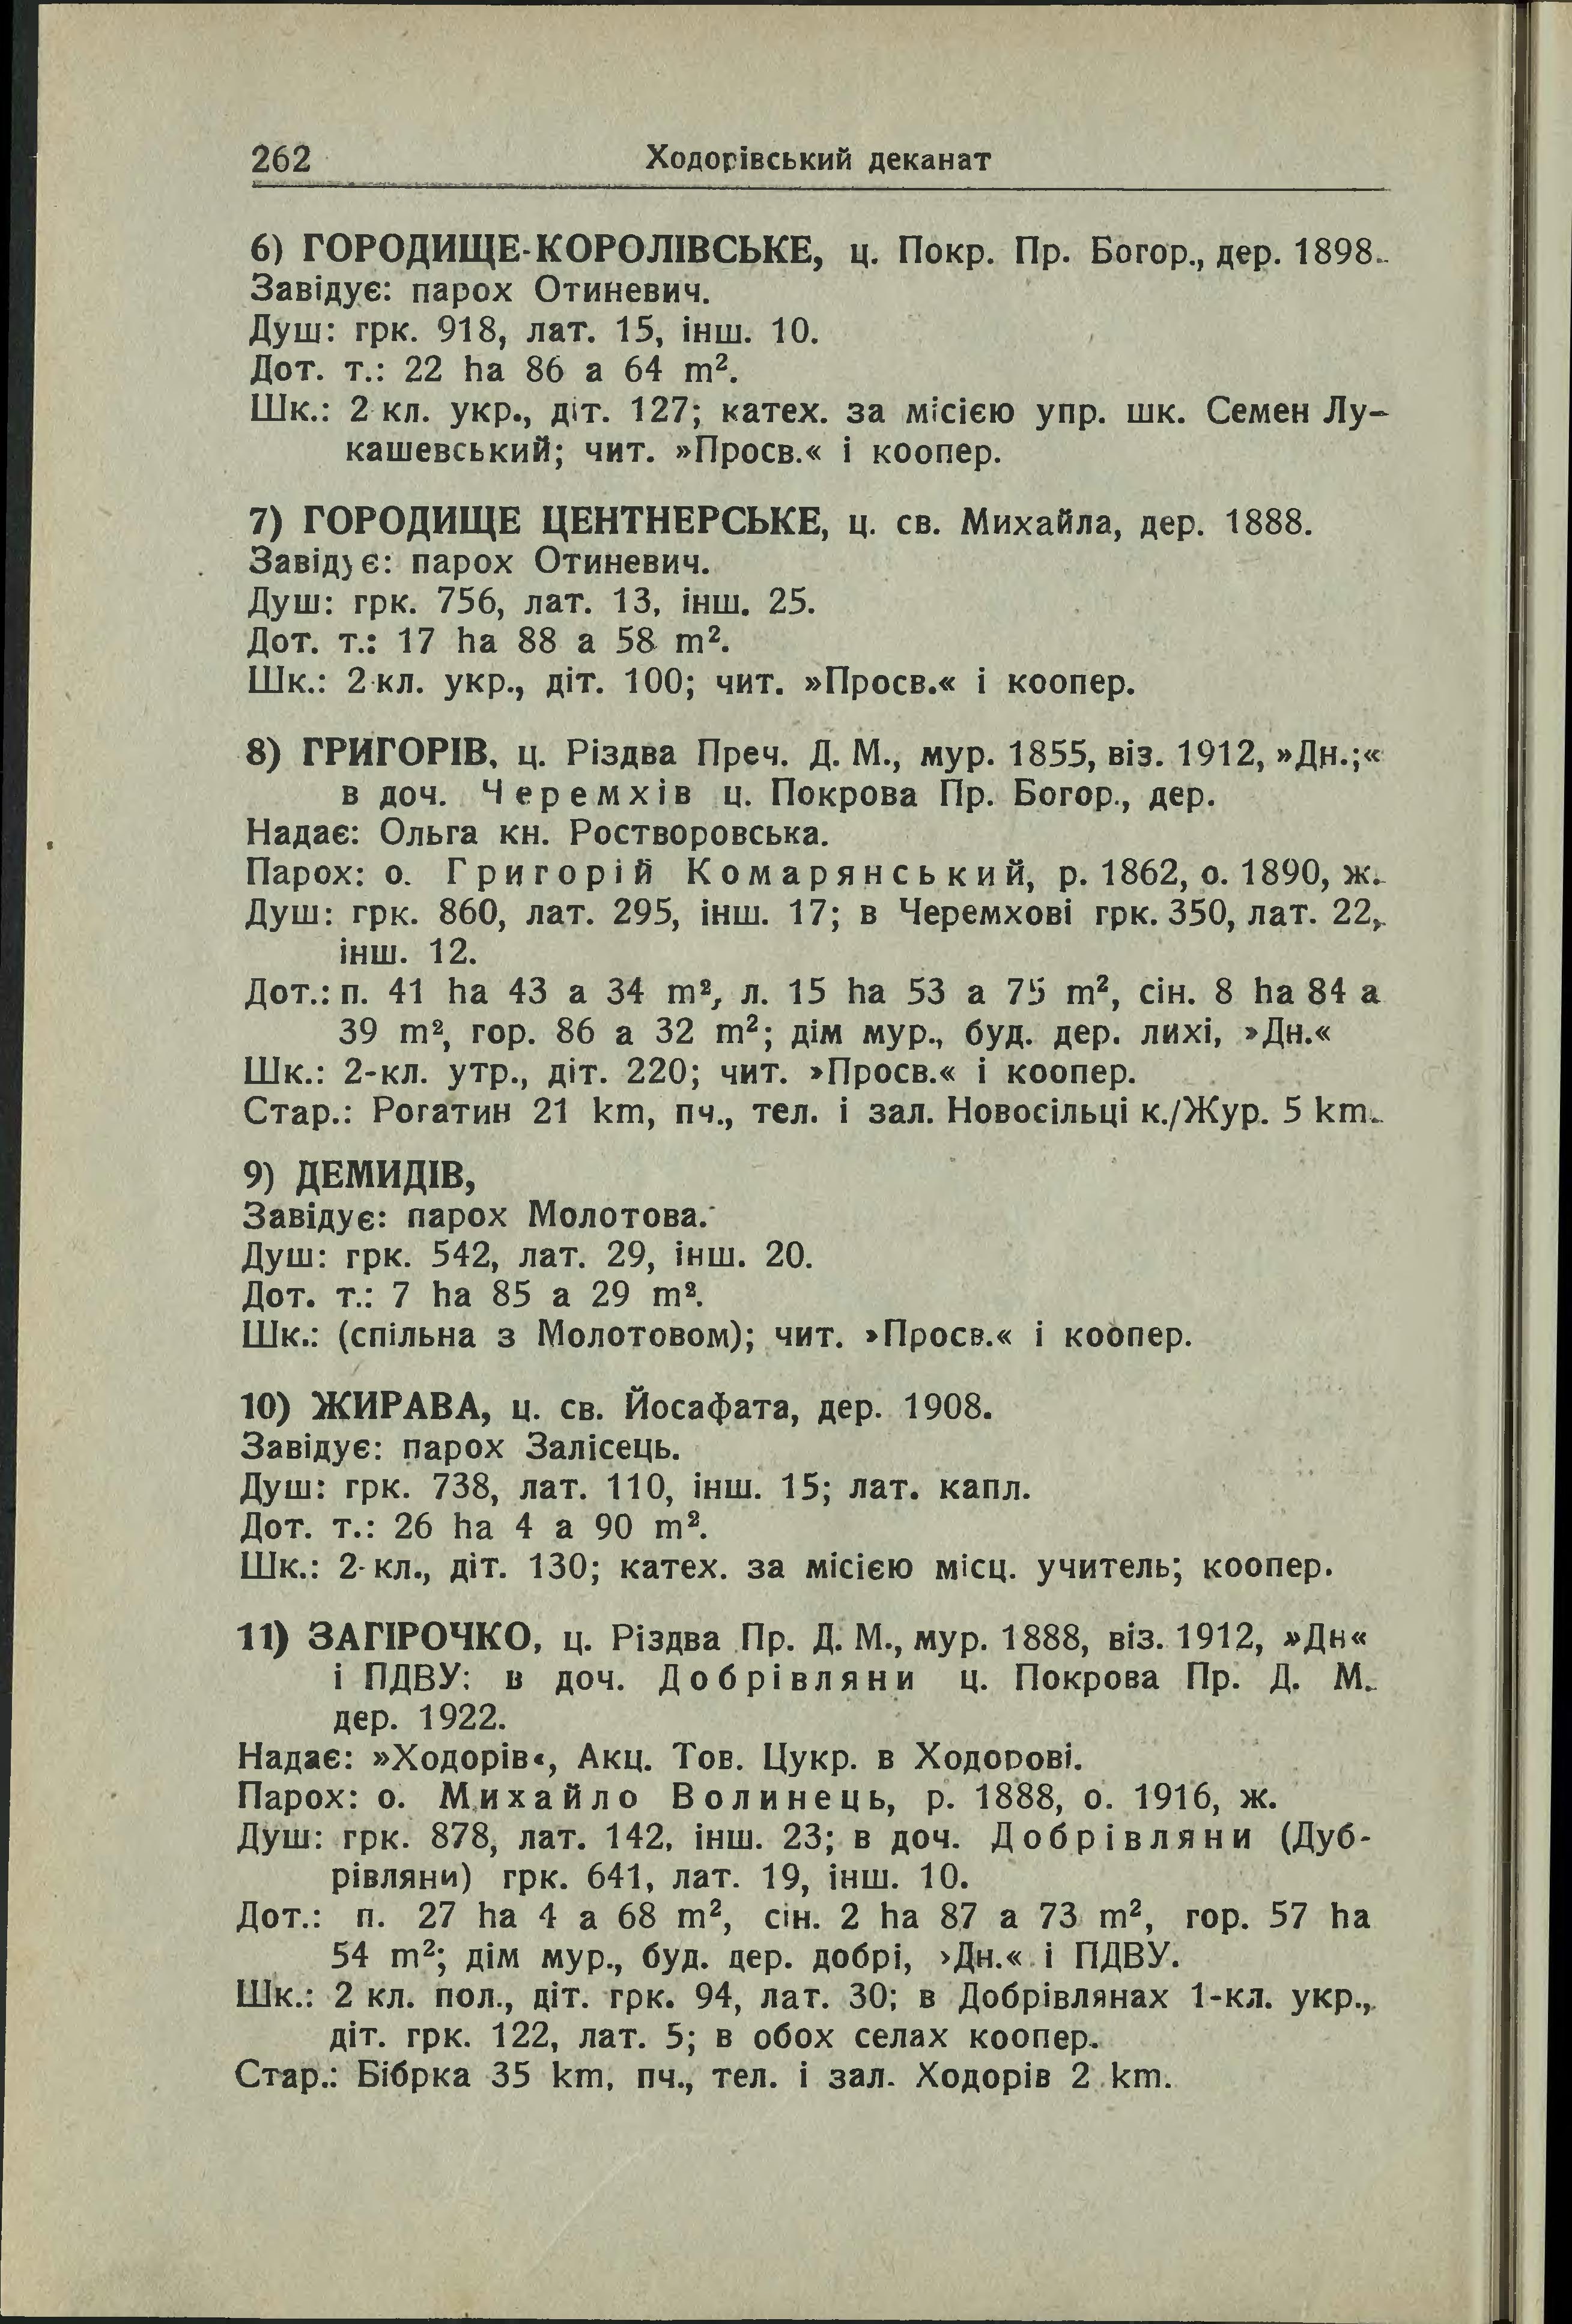 262 Ходорівський деканат
6) ГОРОДИЩЕ-КОРОЛІВСЬКЕ, ц. Покр. Пр. Богор., дер. 1898.
Завідує: парох Отиневич.
Душ: грк. 918, лат. 15, інш. 10.
Дот. т.: 22 ha 86 a 64 m².
Шк.: 2 кл. укр., діт. 127; катех. за місією упр. шк. Семен Лу-
кашевський; чит. »Просв.« і коопер.
7) ГОРОДИЩЕ ЦЕНТНЕРСЬКЕ, ц. св. Михайла, дер. 1888.
Завідує: парох Отиневич.
Душ: грк. 756, лат. 13, інш. 25.
Дот. т.: 17 ha 88 a 58 m².
Шк.: 2 кл. укр., діт. 100; чит. »Просв.« і коопер.
8) ГРИГОРІВ, ц. Різдва Преч. Д. М., мур. 1855, віз. 1912, »Дн.;«
в доч. Черемхів ц. Покрова Пр. Богор., дер.
Надає: Ольга кн. Ростворовська.
Парох: о. Григорій Комарянський, р. 1862, о. 1890, ж.
Душ: грк. 860, лат. 295, інш. 17; в Черемхові грк. 350, лат. 22,
інш. 12.
Дот.: п. 41 ha 43 a 34 m², л. 15 ha 53 a 75 m², сін. 8 ha 84 a
39 m², гор. 86 a 32 m²; дім мур., буд. дер. лихі, »Дн.«
Шк.: 2-кл. утр., діт. 220; чит. »Просв.« і коопер.
Стар.: Рогатин 21 km, пч., тел. і зал. Новосільці к./Жур. 5 km.
9) ДЕМИДІВ,
Завідує: парох Молотова.
Душ: грк. 542, лат. 29, інш. 20.
Дот. т.: 7 ha 85 a 29 m².
Шк.: (спільна з Молотовом); чит. »Просв.« і коопер.
10) ЖИРАВА, ц. св. Йосафата, дер. 1908.
Завідує: парох Залісець.
Душ: грк. 738, лат. 110, інш. 15; лат. капл.
Дот. т.: 26 ha 4 a 90 m².
Шк.: 2-кл., діт. 130; катех. за місією місц. учитель; коопер.
11) ЗАГІРОЧКО, ц. Різдва Пр. Д. М., мур. 1888, віз. 1912, »Дн«
і ПДВУ: в доч. Добрівляни ц. Покрова Пр. Д. М.
дер. 1922.
Надає: »Ходорів«, Акц. Тов. Цукр. в Ходорові.
Парох: о. Михайло Волинець, р. 1888, о. 1916, ж.
Душ: грк. 878, лат. 142, інш. 23; в доч. Добрівляни (Дуб-
рівляни) грк. 641, лат. 19, інш. 10.
Дот.: п. 27 ha 4 a 68 m², сін. 2 ha 87 a 73 m², гор. 57 ha
54 m²; дім мур., буд. дер. добрі, ›Дн.« і ПДВУ.
Шк.: 2 кл. пол., діт. грк. 94, лат. 30; в Добрівлянах 1-кл. укр.,
діт. грк. 122, лат. 5; в обох селах коопер.
Стар.: Бібрка 35 km, пч., тел. і зал. Ходорів 2 km.